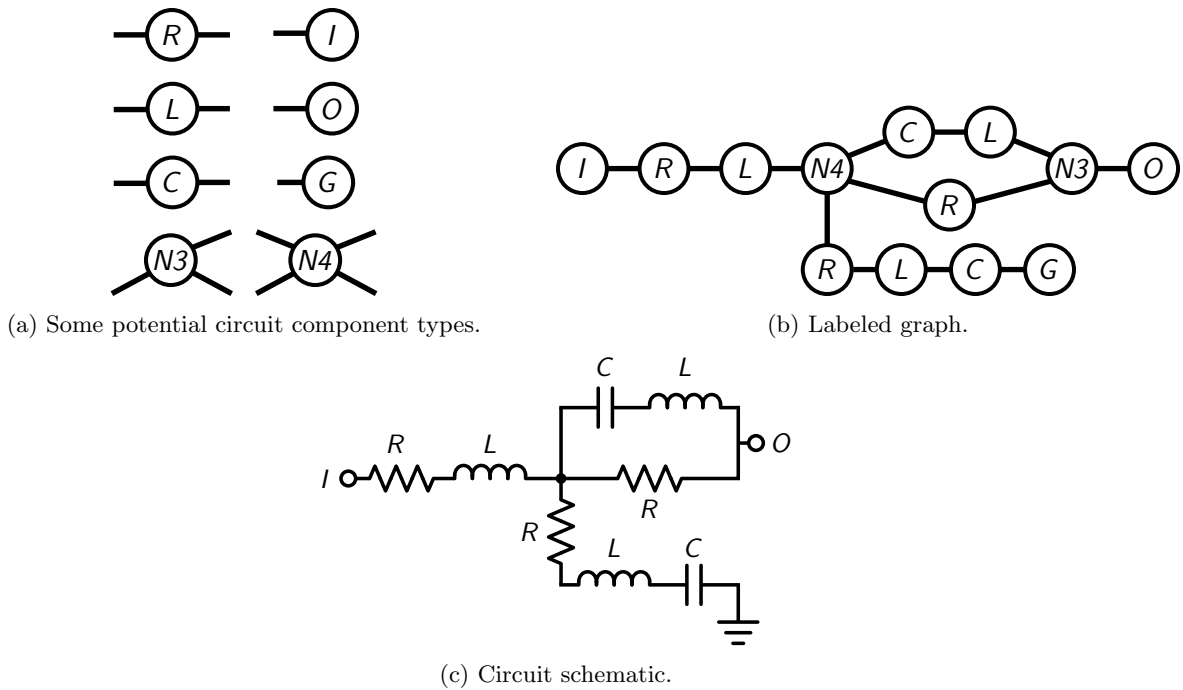 R I
L O
C G
N3 N4
(a) Some potential circuit component types.
C L
I R L N4 N3 O
R
R L C G
(b) Labeled graph.
C L
R L O
I
R
R
L C
(c) Circuit schematic.